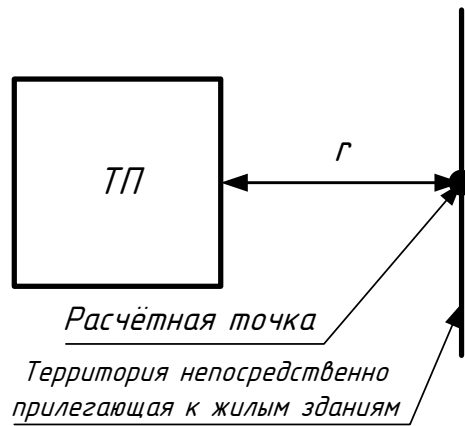 ТП
r
Расчётная точка
Территория непосредственно
прилегающая к жилым зданиям